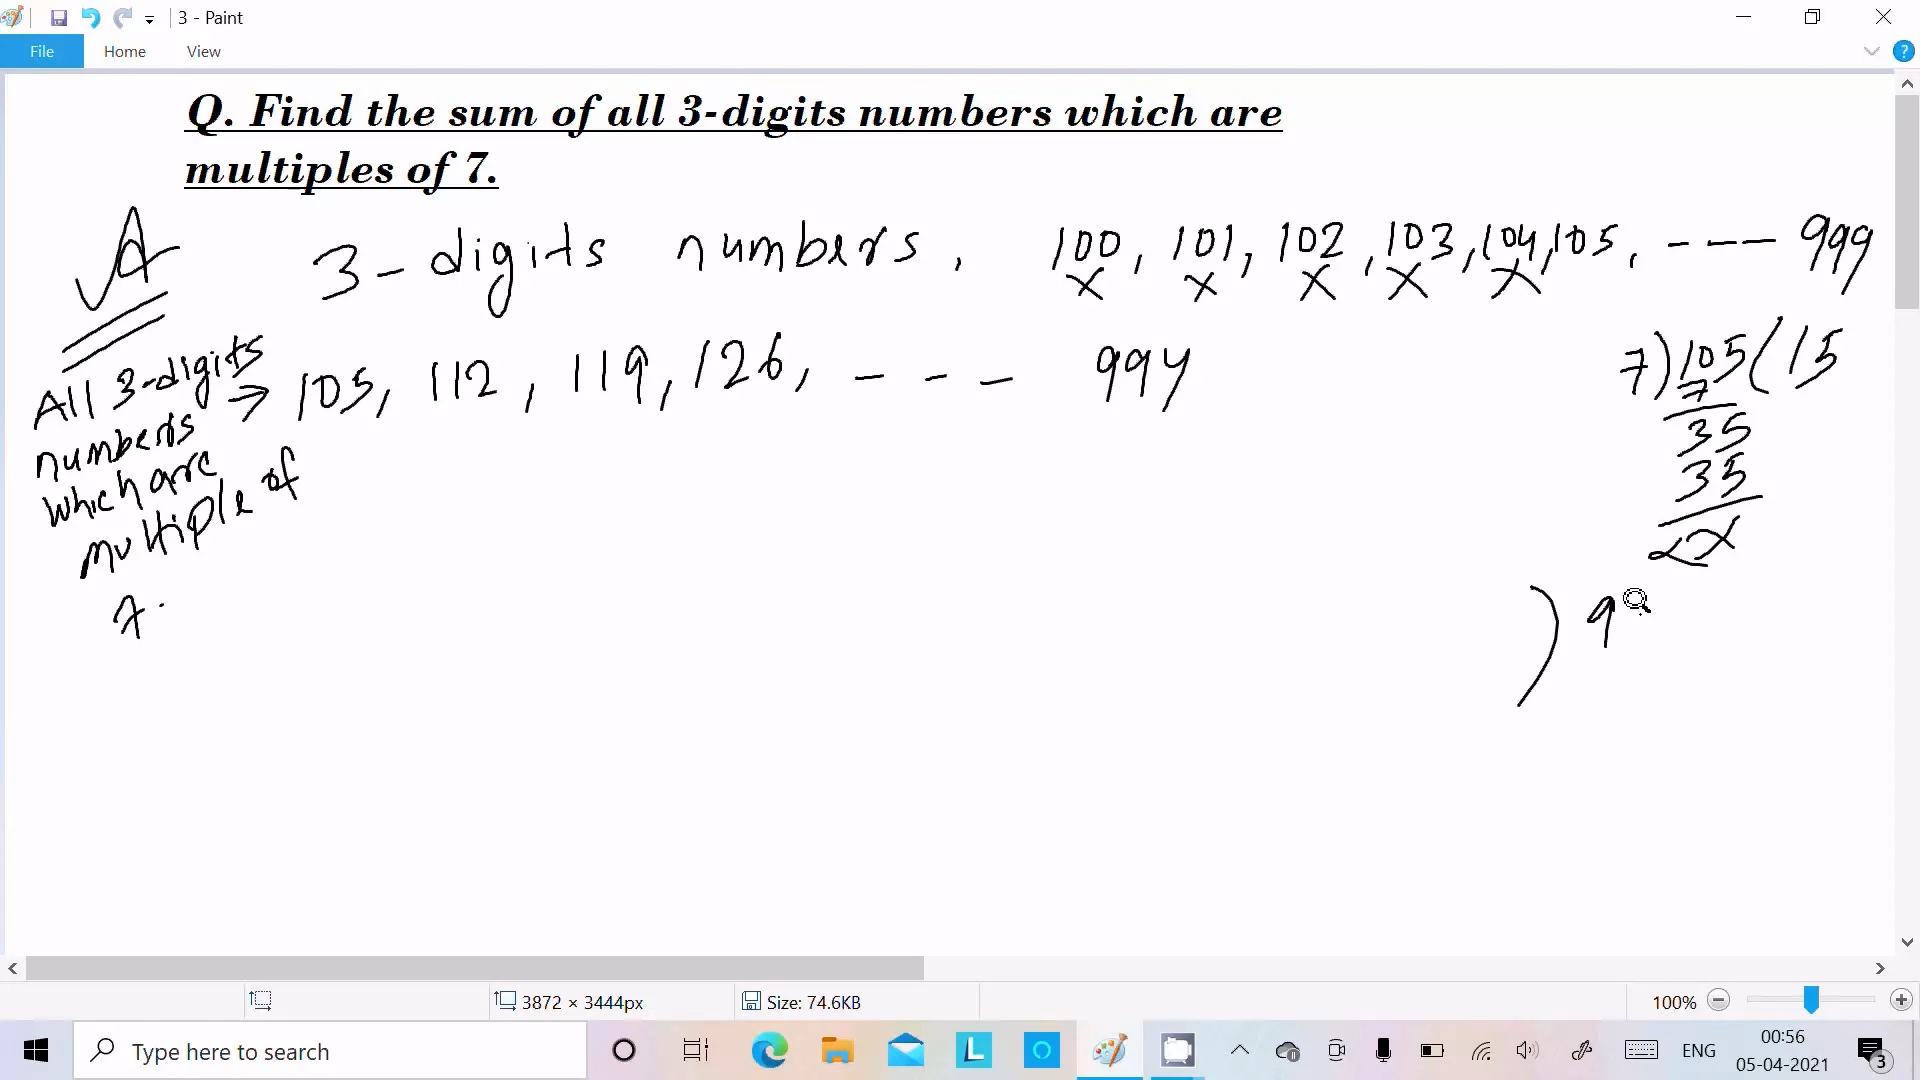 3 - Paint
File Home View
Q. Find the sum of all 3-digits numbers which are
multiples of 7.
A 3-digits numbers, 100, 101, 102, 103, 104, 105, ---- 999
x x x x x
All 3-digits
numbers
which are
multiple of
7.
→ 105, 112, 119, 126, - - - 994
7)105(15
7
35
35
x
) 9
3872 × 3444px
Size: 74.6KB
100%
Type here to search
L
ENG
00:56
05-04-2021
3